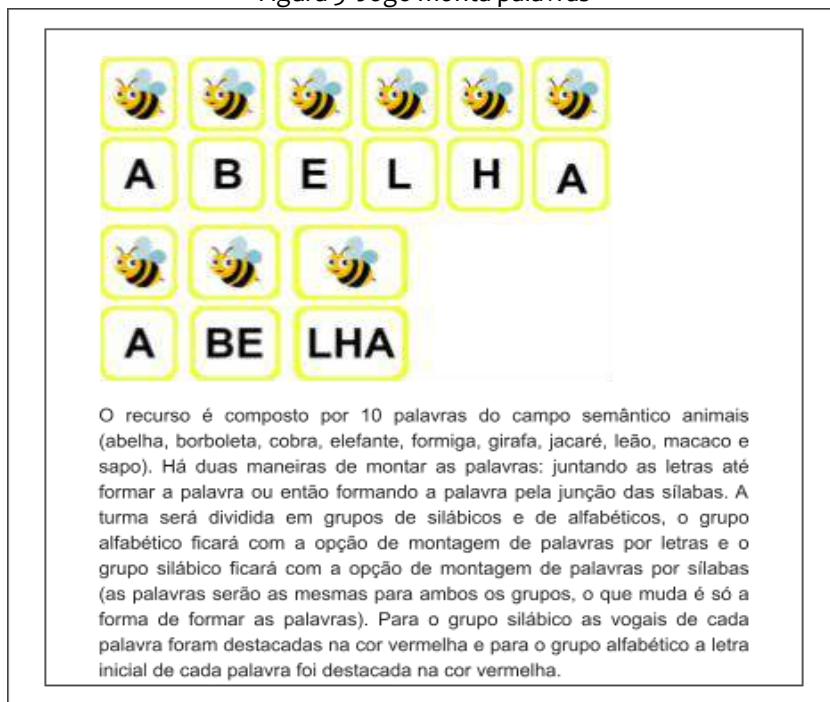 Figura 9 Jogo monta palavras
A B E L H A
A BE LHA
O recurso é composto por 10 palavras do campo semântico animais
(abelha, borboleta, cobra, elefante, formiga, girafa, jacaré, leão, macaco e
sapo). Há duas maneiras de montar as palavras: juntando as letras até
formar a palavra ou então formando a palavra pela junção das sílabas. A
turma será dividida em grupos de silábicos e de alfabéticos, o grupo
alfabético ficará com a opção de montagem de palavras por letras e o
grupo silábico ficará com a opção de montagem de palavras por sílabas
(as palavras serão as mesmas para ambos os grupos, o que muda é só a
forma de formar as palavras). Para o grupo silábico as vogais de cada
palavra foram destacadas na cor vermelha e para o grupo alfabético a letra
inicial de cada palavra foi destacada na cor vermelha.